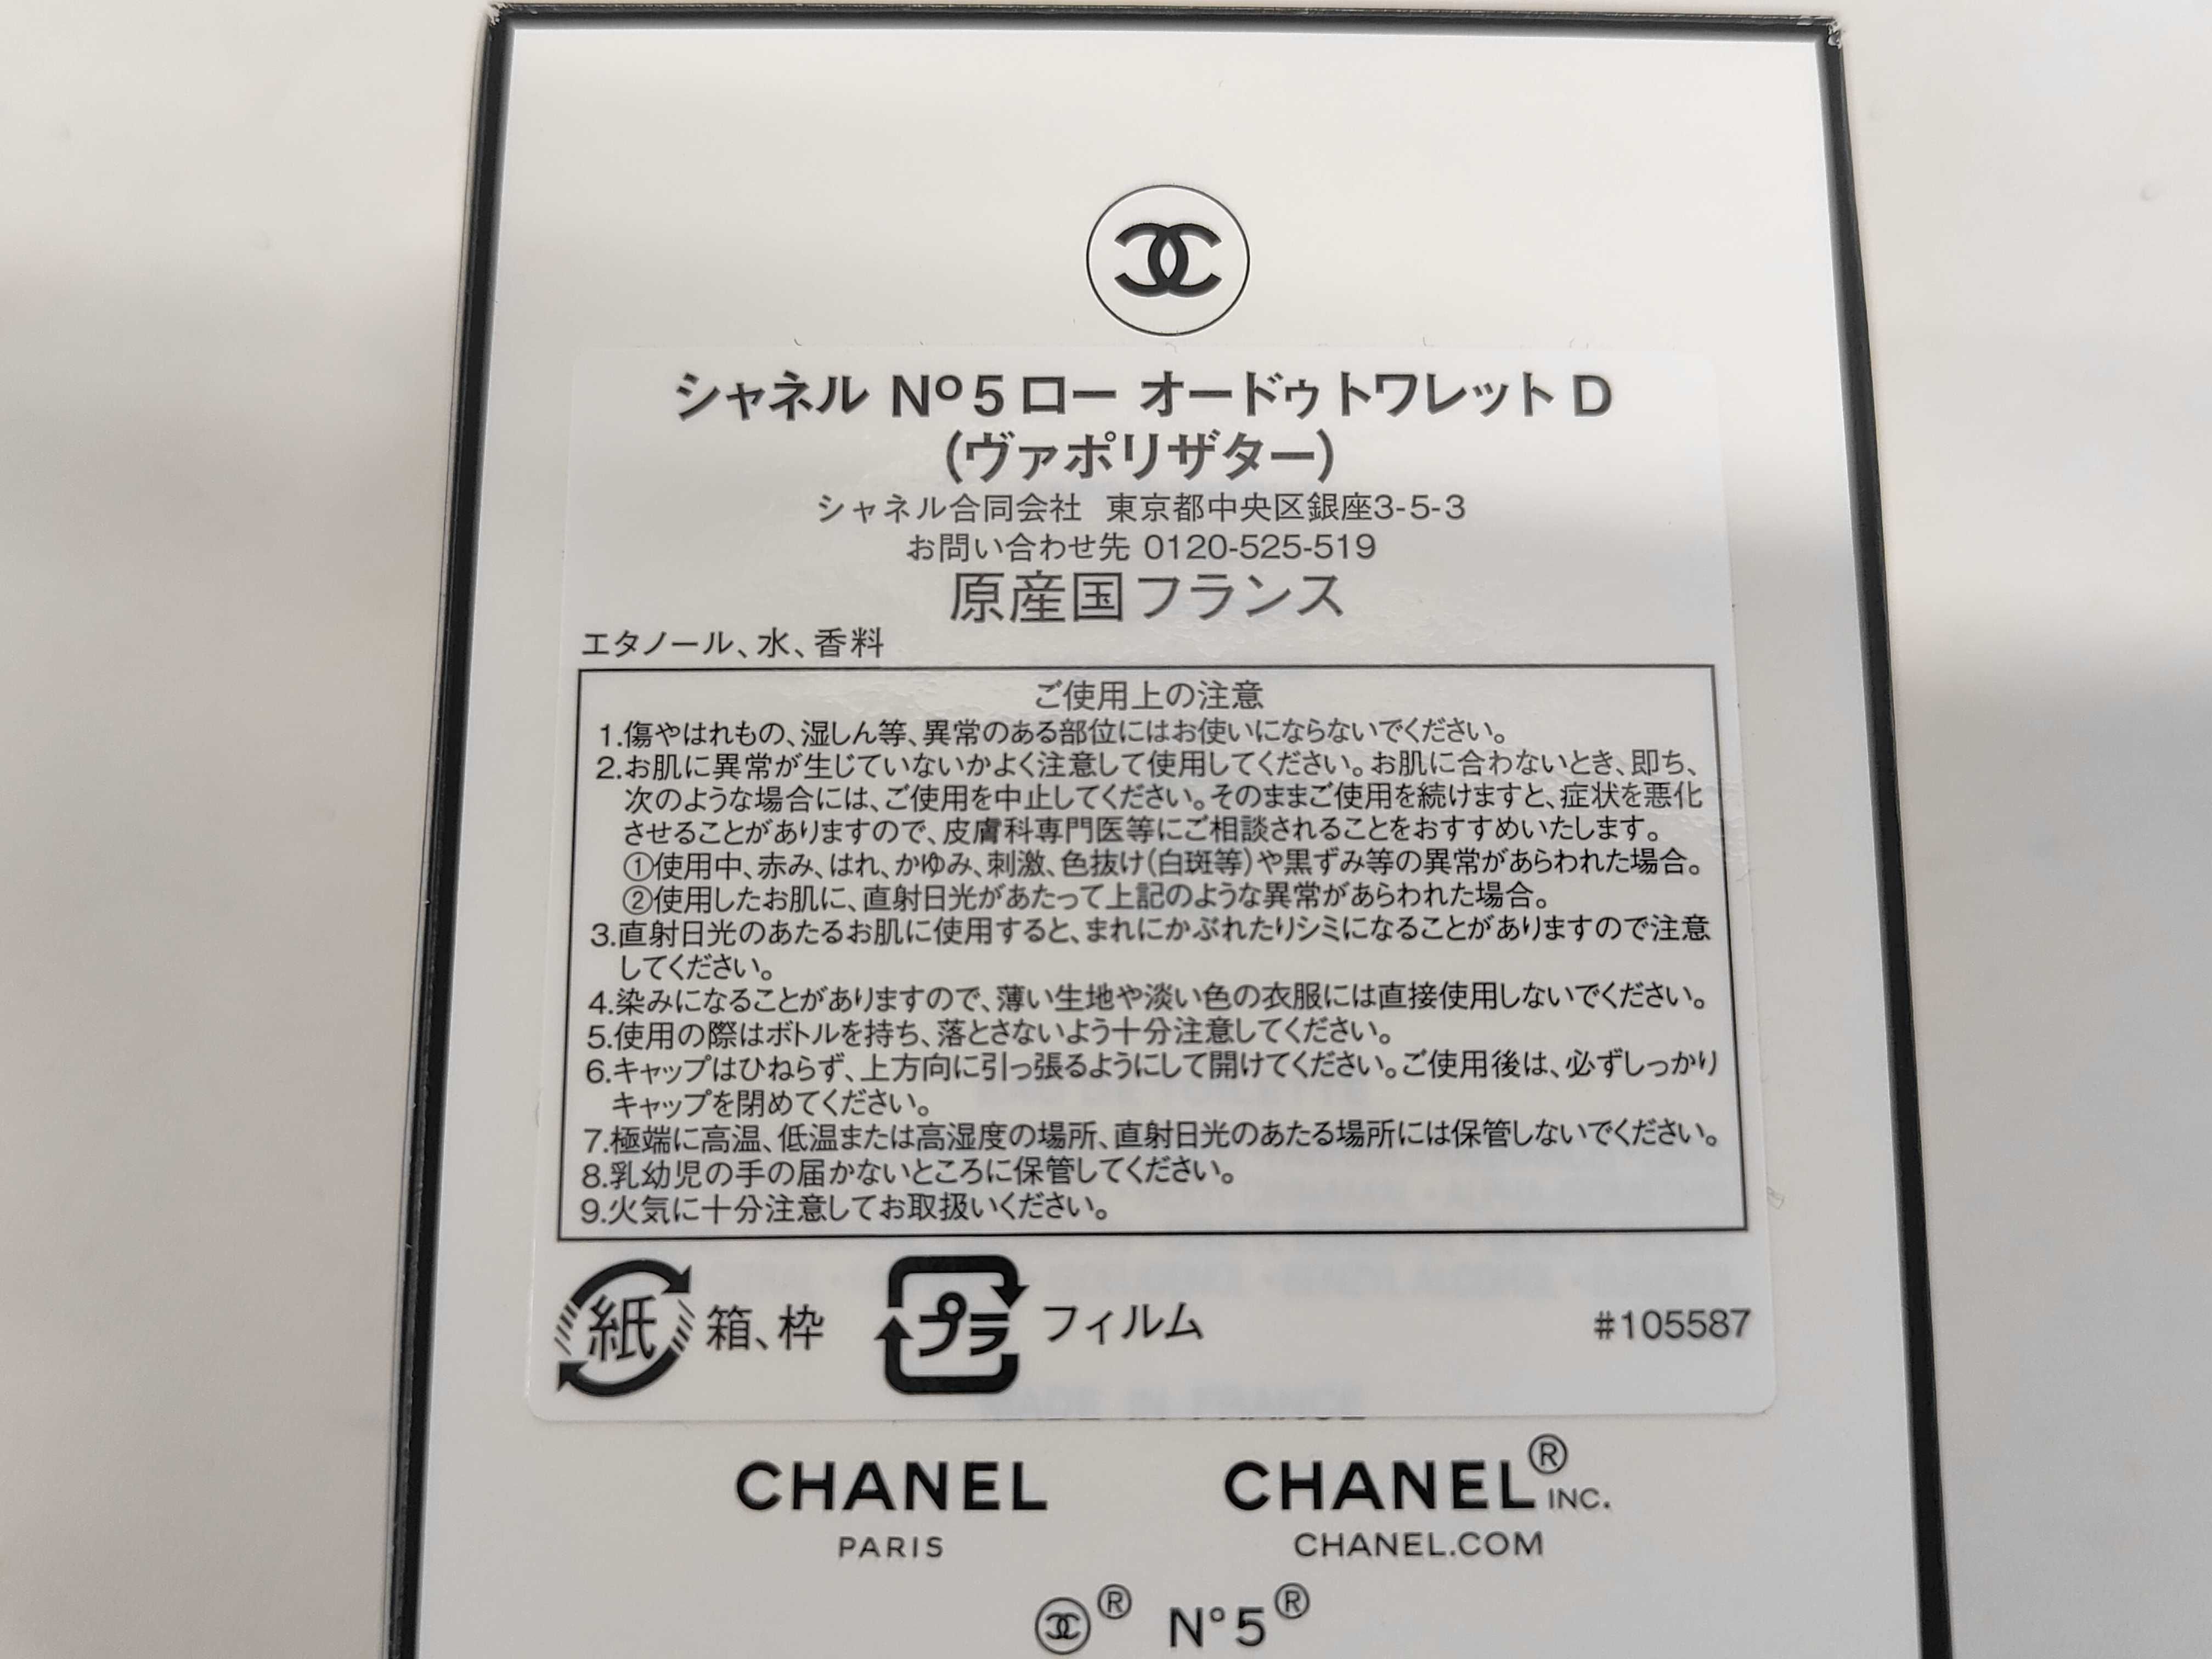 シャネル Nº5 ロー オードゥ トワレット D
(ヴァポリザター)
シャネル合同会社 東京都中央区銀座3-5-3
お問い合わせ先 0120-525-519
原産国フランス
エタノール、水、香料
ご使用上の注意
1.傷やはれもの、湿しん等、異常のある部位にはお使いにならないでください。
2.お肌に異常が生じていないかよく注意して使用してください。お肌に合わないとき、即ち、
次のような場合には、ご使用を中止してください。そのままご使用を続けますと、症状を悪化
させることがありますので、皮膚科専門医等にご相談されることをおすすめいたします。
①使用中、赤み、はれ、かゆみ、刺激、色抜け(白斑等)や黒ずみ等の異常があらわれた場合。
②使用したお肌に、直射日光があたって上記のような異常があらわれた場合。
3.直射日光のあたるお肌に使用すると、まれにかぶれたりシミになることがありますので注意
してください。
4.染みになることがありますので、薄い生地や淡い色の衣服には直接使用しないでください。
5.使用の際はボトルを持ち、落とさないよう十分注意してください。
6.キャップはひねらず、上方向に引っ張るようにして開けてください。ご使用後は、必ずしっかり
キャップを閉めてください。
7.極端に高温、低温または高湿度の場所、直射日光のあたる場所には保管しないでください。
8.乳幼児の手の届かないところに保管してください。
9.火気に十分注意してお取扱いください。
紙 箱、枠 プラ フィルム #105587
MADE IN FRANCE
CHANEL CHANEL® INC.
PARIS CHANEL.COM
® N°5®